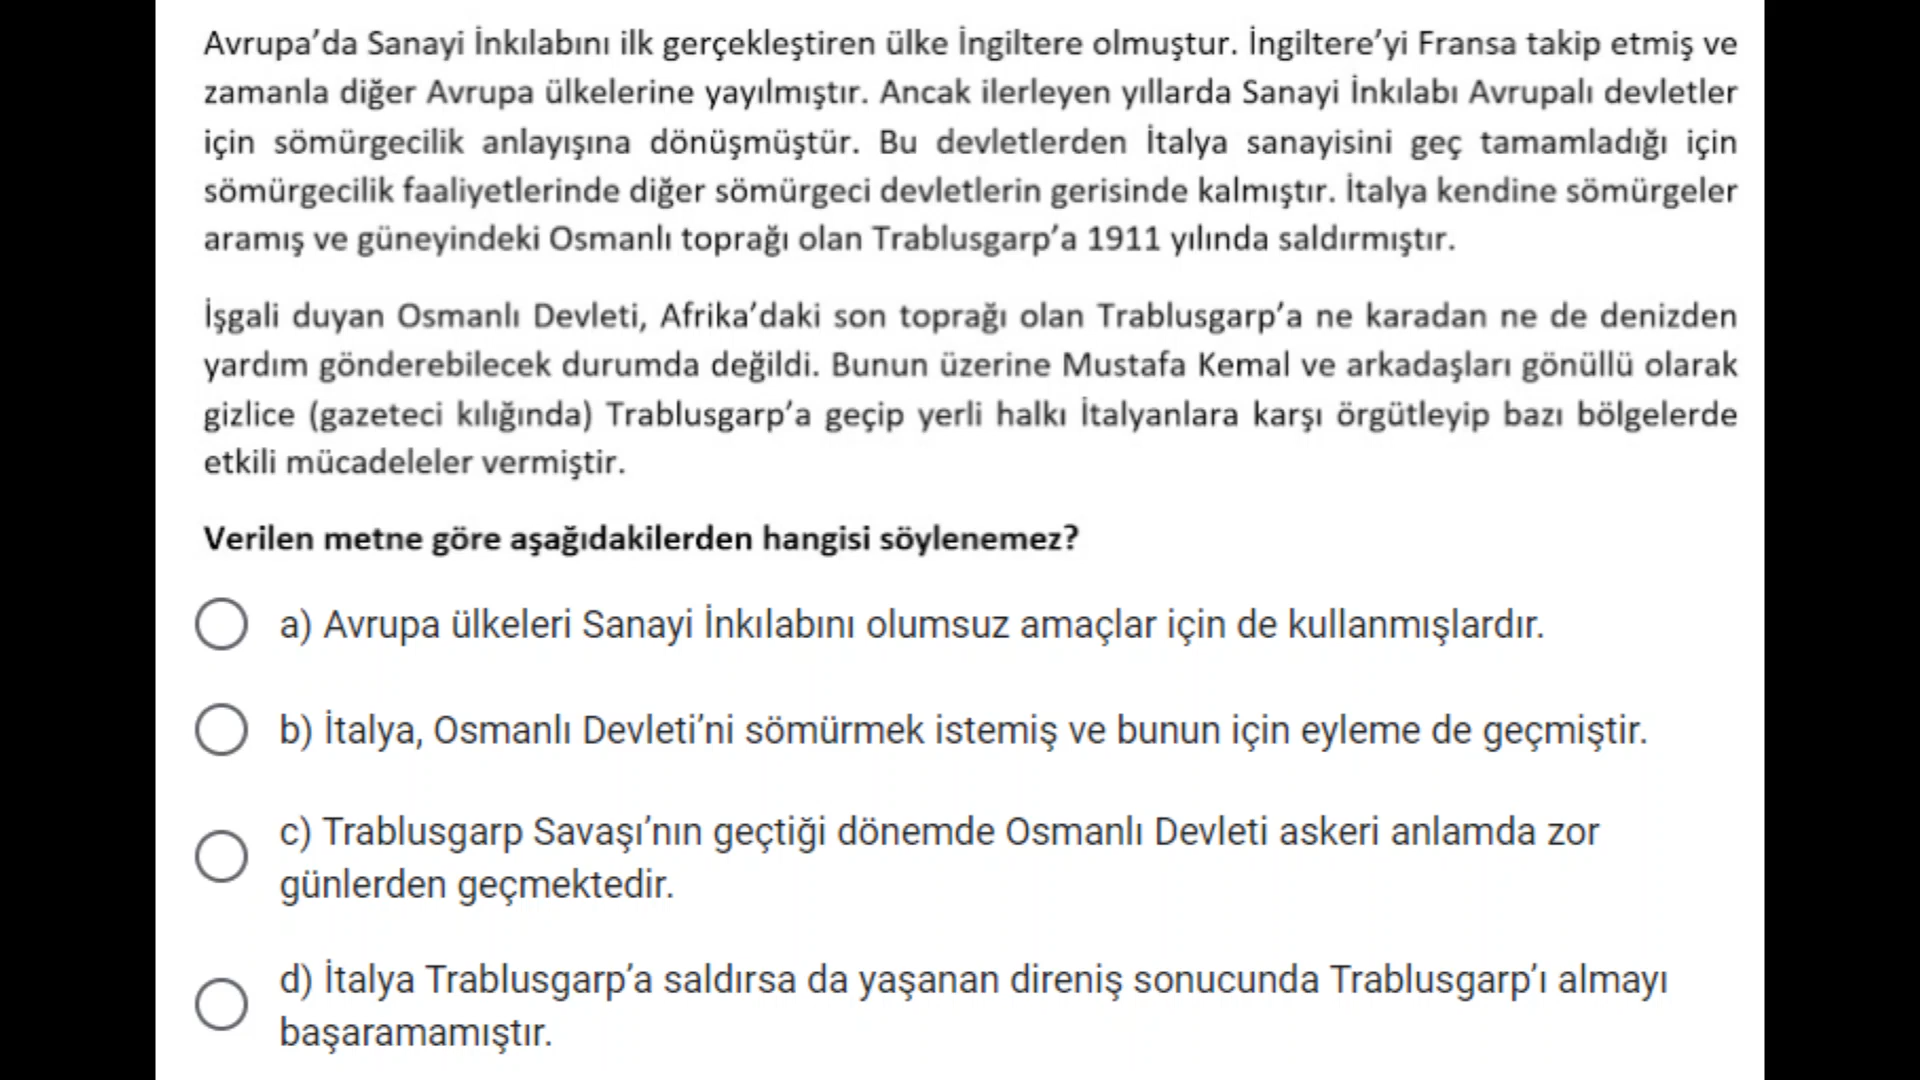 Avrupa’da Sanayi İnkılabını ilk gerçekleştiren ülke İngiltere olmuştur. İngiltere’yi Fransa takip etmiş ve
zamanla diğer Avrupa ülkelerine yayılmıştır. Ancak ilerleyen yıllarda Sanayi İnkılabı Avrupalı devletler
için sömürgecilik anlayışına dönüşmüştür. Bu devletlerden İtalya sanayisini geç tamamladığı için
sömürgecilik faaliyetlerinde diğer sömürgeci devletlerin gerisinde kalmıştır. İtalya kendine sömürgeler
aramış ve güneyindeki Osmanlı toprağı olan Trablusgarp’a 1911 yılında saldırmıştır.
İşgali duyan Osmanlı Devleti, Afrika’daki son toprağı olan Trablusgarp’a ne karadan ne de denizden
yardım gönderebilecek durumda değildi. Bunun üzerine Mustafa Kemal ve arkadaşları gönüllü olarak
gizlice (gazeteci kılığında) Trablusgarp’a geçip yerli halkı İtalyanlara karşı örgütleyip bazı bölgelerde
etkili mücadeleler vermiştir.
Verilen metne göre aşağıdakilerden hangisi söylenemez?
a) Avrupa ülkeleri Sanayi İnkılabını olumsuz amaçlar için de kullanmışlardır.
b) İtalya, Osmanlı Devleti’ni sömürmek istemiş ve bunun için eyleme de geçmiştir.
c) Trablusgarp Savaşı’nın geçtiği dönemde Osmanlı Devleti askeri anlamda zor
günlerden geçmektedir.
d) İtalya Trablusgarp’a saldırsa da yaşanan direniş sonucunda Trablusgarp’ı almayı
başaramamıştır.